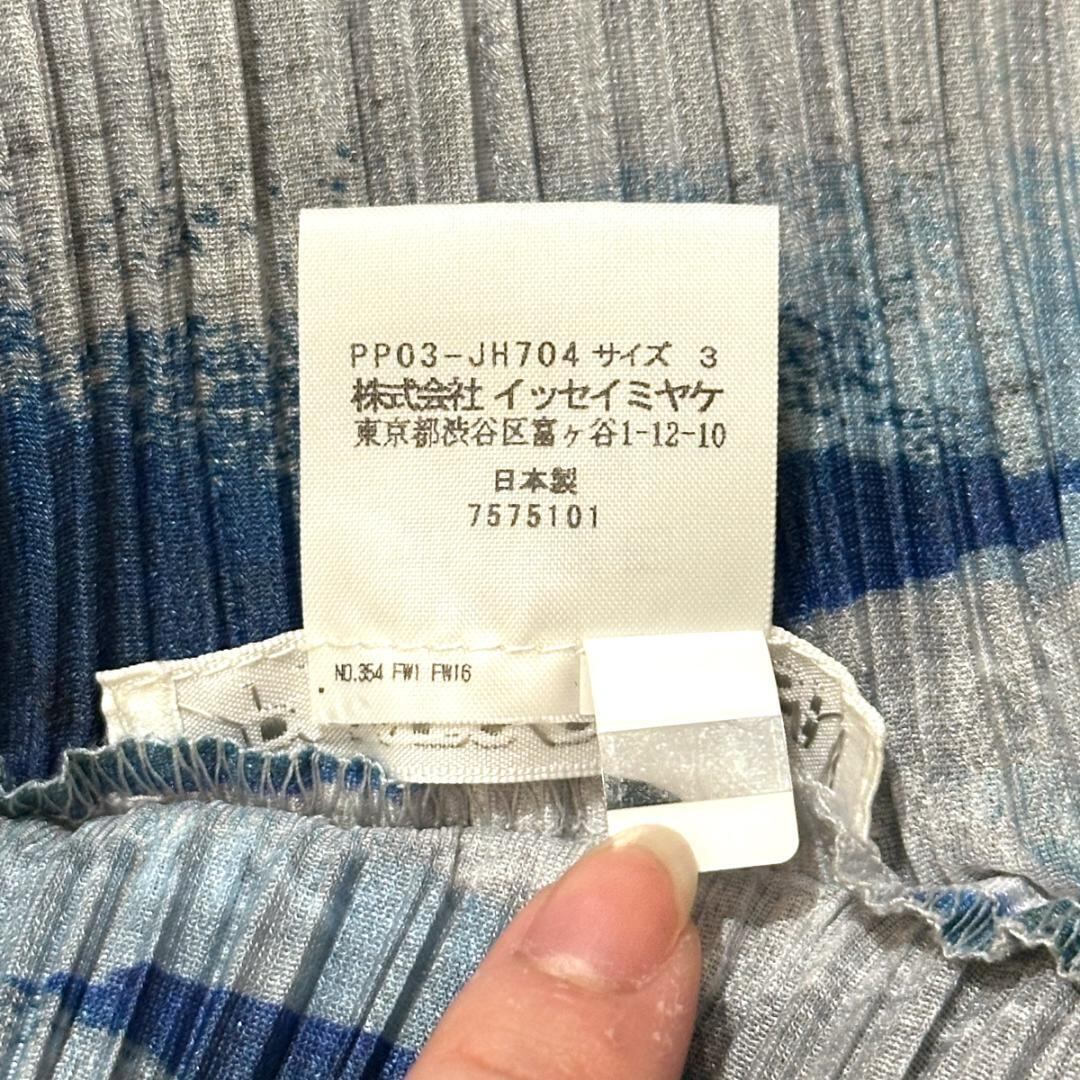 PP03-JH704 サイズ 3
株式会社 イッセイミヤケ
東京都渋谷区富ヶ谷1-12-10
日本製
7575101
NO.354 FW1 FW16